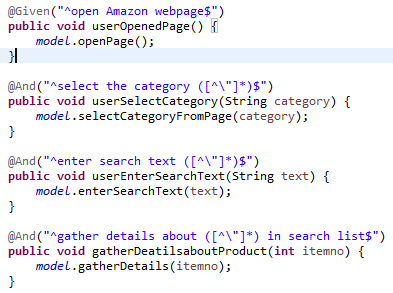 @Given("^open Amazon webpage$")
public void userOpenedPage() {
    model.openPage();
}
@And("^select the category ([^\"]*)$")
public void userSelectCategory(String category) {
    model.selectCategoryFromPage(category);
}
@And("^enter search text ([^\"]*)$")
public void userEnterSearchText(String text) {
    model.enterSearchText(text);
}
@And("^gather details about ([^\"]*) in search list$")
public void gatherDeatilsaboutProduct(int itemno) {
    model.gatherDetails(itemno);
}